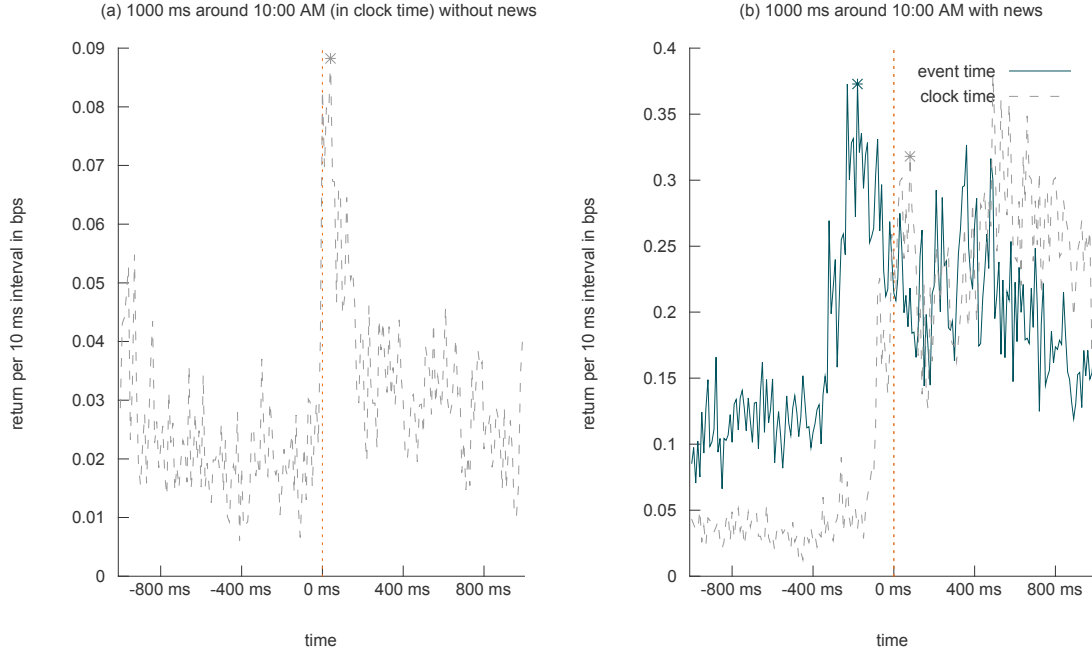 (a) 1000 ms around 10:00 AM (in clock time) without news
0.09
0.08
0.07
0.06
0.05
0.04
0.03
0.02
0.01
0
return per 10 ms interval in bps
-800 ms
-400 ms
0 ms
400 ms
800 ms
time
(b) 1000 ms around 10:00 AM with news
0.4
0.35
0.3
0.25
0.2
0.15
0.1
0.05
0
return per 10 ms interval in bps
event time
clock time
-800 ms
-400 ms
0 ms
400 ms
800 ms
time